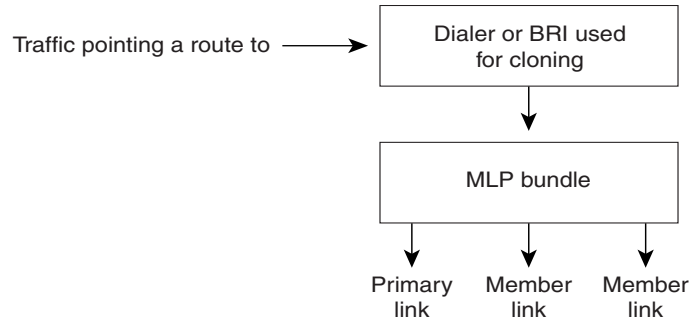 Traffic pointing a route to
Dialer or BRI used
for cloning
MLP bundle
Primary
link
Member
link
Member
link